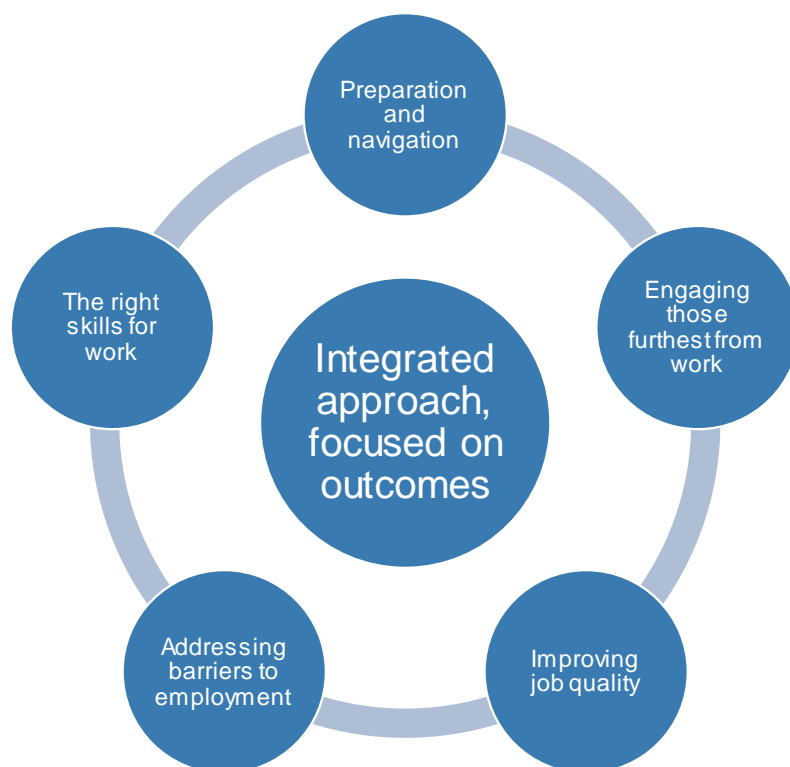 Preparation
and
navigation
The right
skills for
work
Engaging
those
furthest from
work
Integrated
approach,
focused on
outcomes
Addressing
barriers to
employment
Improving
job quality